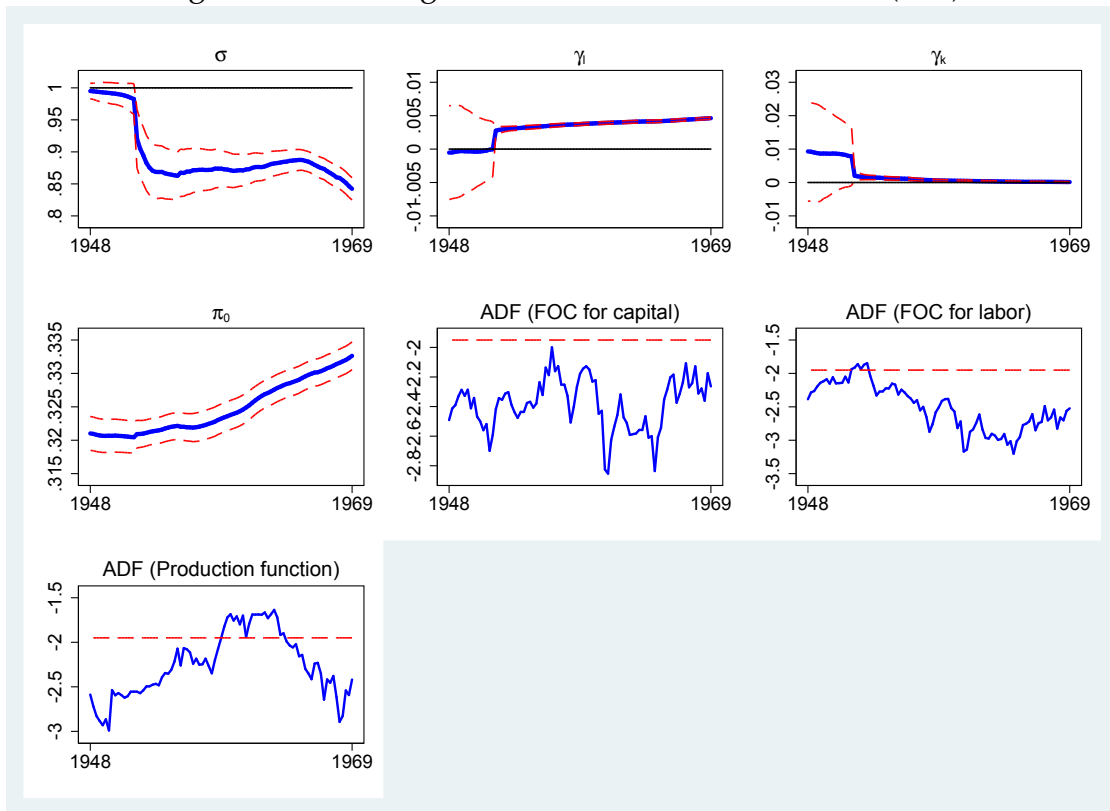 σ
.8 .85 .9 .95 1
1948 1969
γl
-.01 -.005 0 .005 .01
1948 1969
γk
-.01 0 .01 .02 .03
1948 1969
π0
.315 .32 .325 .33 .335
1948 1969
ADF (FOC for capital)
-2.8 -2.6 -2.4 -2.2 -2
1948 1969
ADF (FOC for labor)
-3.5 -3 -2.5 -2 -1.5
1948 1969
ADF (Production function)
-3 -2.5 -2 -1.5
1948 1969